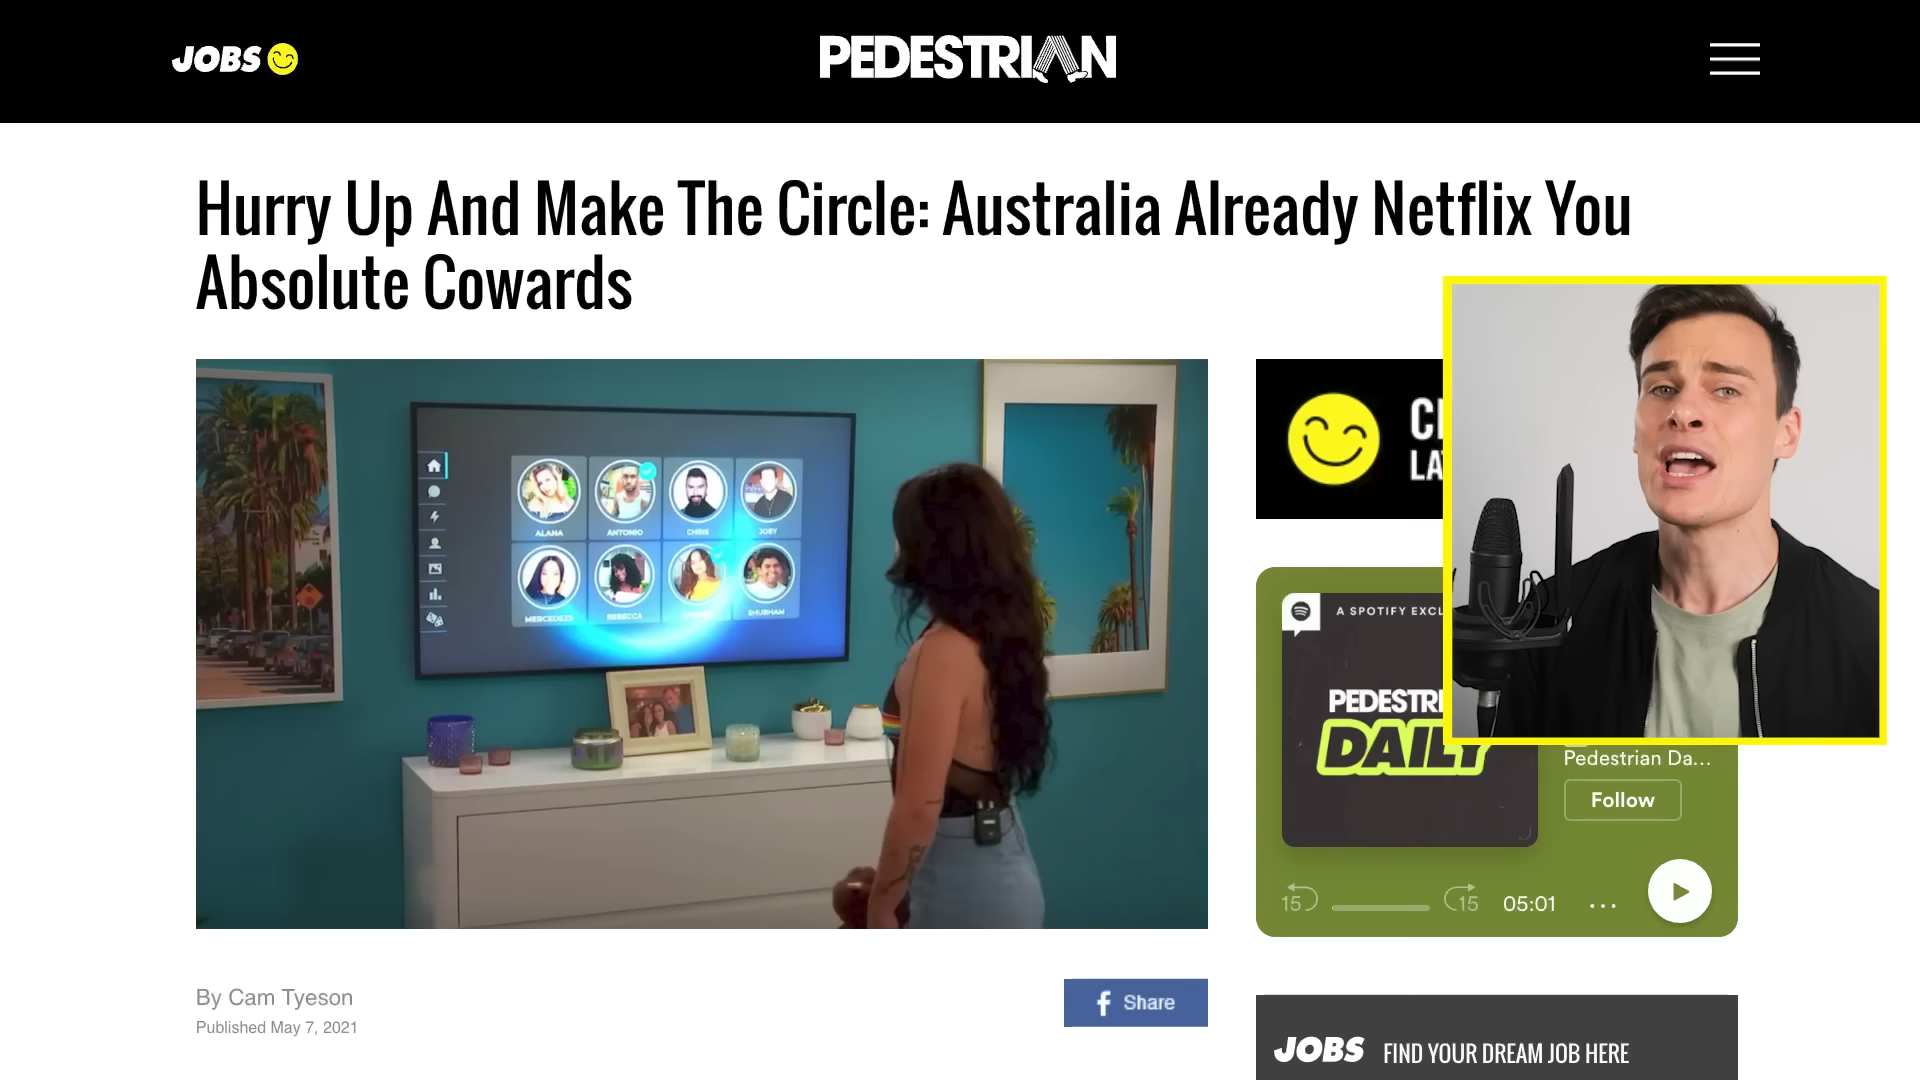 JOBS
PEDESTRIAN
Hurry Up And Make The Circle: Australia Already Netflix You
Absolute Cowards
ALANA
ANTONIO
CHRIS
JOEY
MERCEDEZE
REBECCA
SHUBHAM
A SPOTIFY EXCL
PEDESTRI
DAILY
Pedestrian Da...
Follow
15
15
05:01
By Cam Tyeson
Published May 7, 2021
f Share
JOBS FIND YOUR DREAM JOB HERE